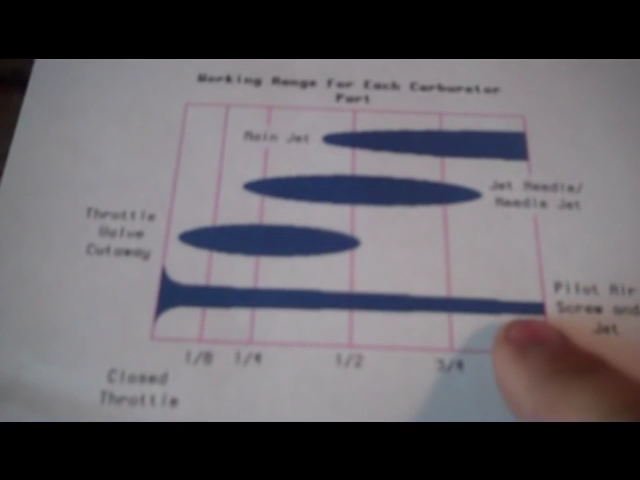 Working Range For Each Carburetor
Part
Main Jet
Jet Needle/
Needle Jet
Throttle
Valve
Cutaway
Pilot Air
Screw and
Jet
1/8 1/4 1/2 3/4
Closed
Throttle